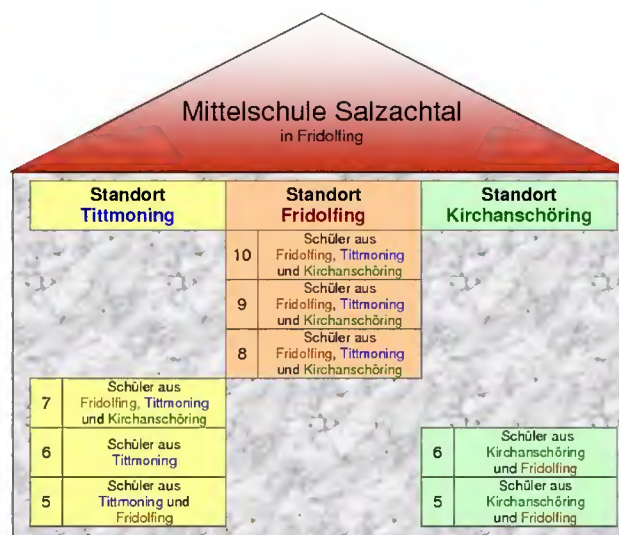 Mittelschule Salzachtal
in Fridolfing
Standort
Tittmoning
Standort
Fridolfing
Standort
Kirchanschöring
10
Schüler aus
Fridolfing, Tittmoning
und Kirchanschöring
9
Schüler aus
Fridolfing, Tittmoning
und Kirchanschöring
8
Schüler aus
Fridolfing, Tittmoning
und Kirchanschöring
7
Schüler aus
Fridolfing, Tittmoning
und Kirchanschöring
6
Schüler aus
Tittmoning
6
Schüler aus
Kirchanschöring
und Fridolfing
5
Schüler aus
Tittmoning und
Fridolfing
5
Schüler aus
Kirchanschöring
und Fridolfing